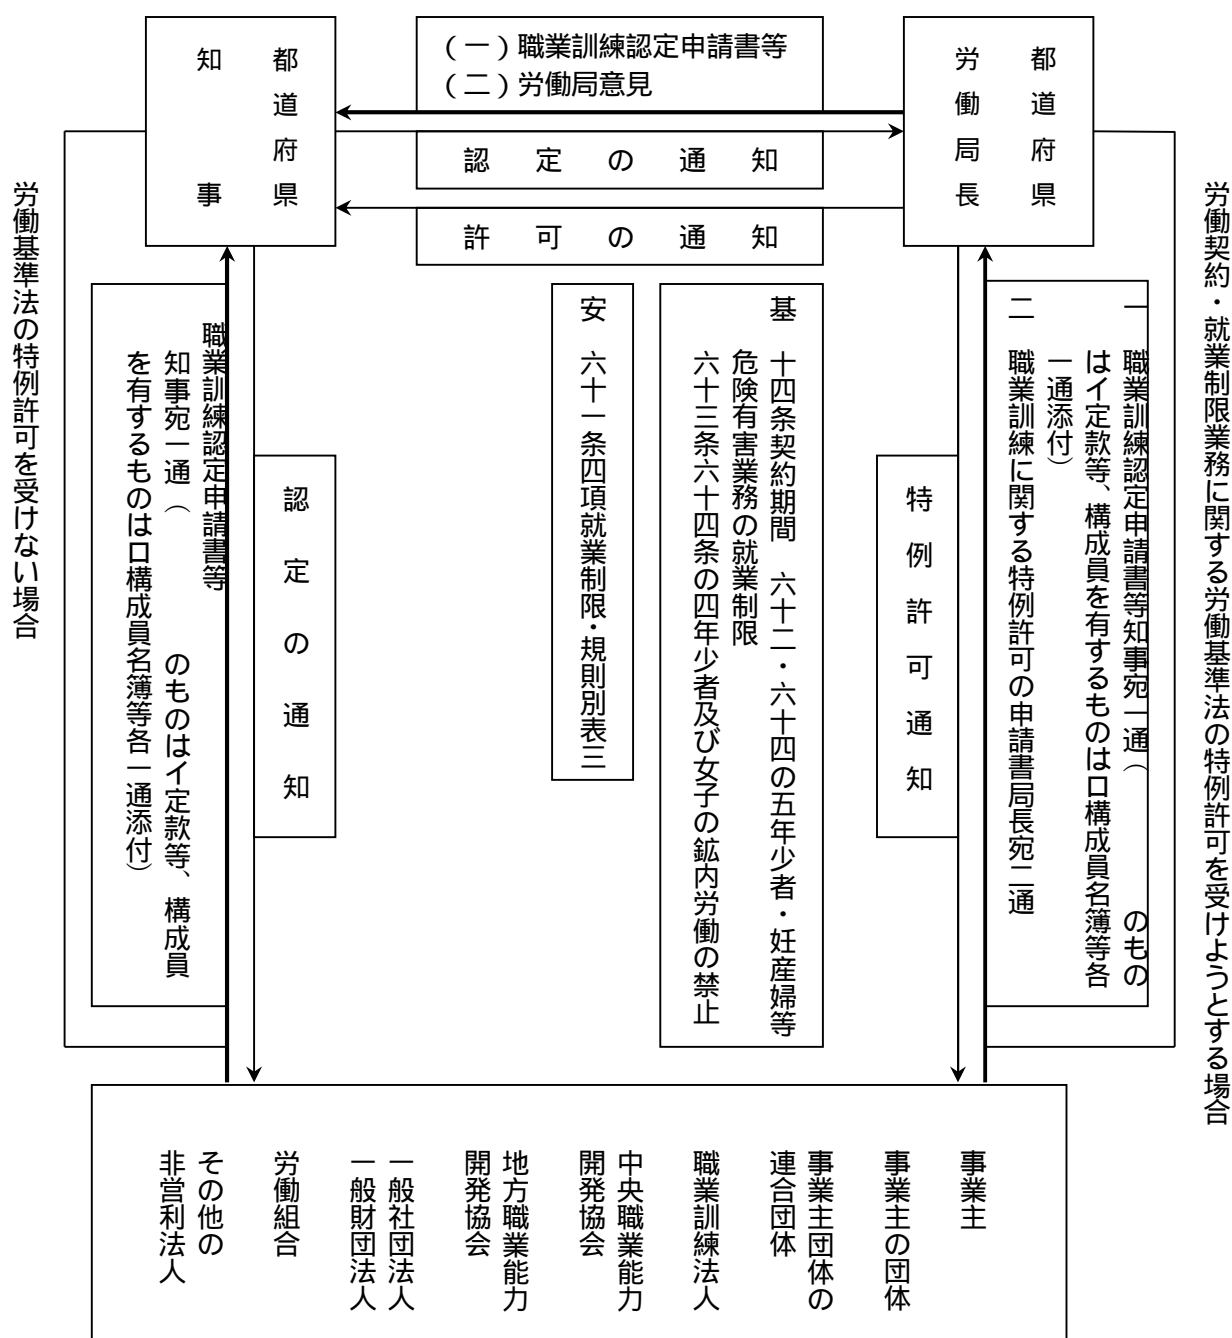 都道府県
知事
(一)職業訓練認定申請書等
(二)労働局意見
認定の通知
許可の通知
都道府県
労働局長
労働契約・就業制限業務に関する労働基準法の特例許可を受けようとする場合
一 職業訓練認定申請書等知事宛一通( のもの
はイ定款等、構成員を有するものはロ構成員名簿等各
一通添付)
二 職業訓練に関する特例許可の申請書局長宛二通
特例許可通知
基 十四条契約期間 六十二・六十四の五年少者・妊産婦等
危険有害業務の就業制限
六十三条六十四条の四年少者及び女子の鉱内労働の禁止
安 六十一条四項就業制限・規則別表三
認定の通知
職業訓練認定申請書等
知事宛一通( のものはイ定款等、構成員
を有するものはロ構成員名簿等各一通添付)
労働基準法の特例許可を受けない場合
事業主
事業主の団体
事業主団体の
連合団体
職業訓練法人
中央職業能力
開発協会
地方職業能力
開発協会
一般社団法人
一般財団法人
労働組合
その他の
非営利法人